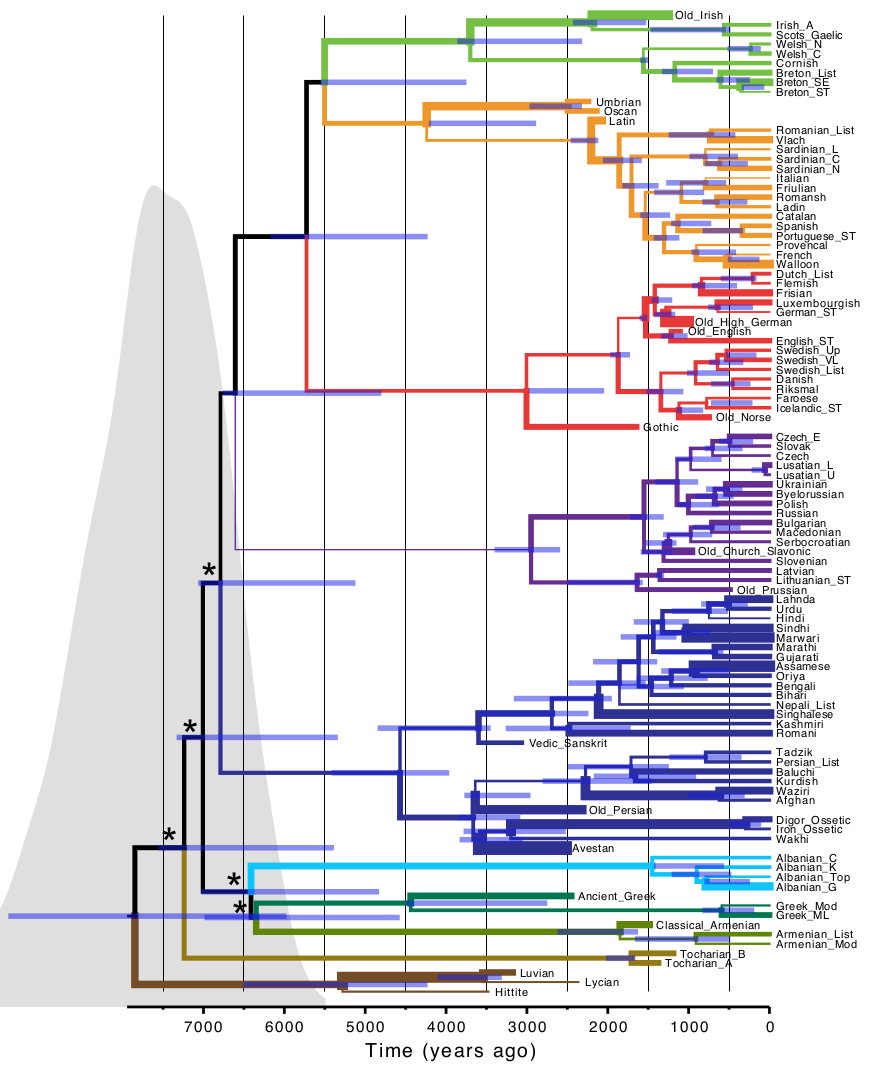 Old_Irish
Irish_A
Scots_Gaelic
Welsh_N
Welsh_C
Cornish
Breton_List
Breton_SE
Breton_ST
Umbrian
Oscan
Latin
Romanian_List
Vlach
Sardinian_L
Sardinian_C
Sardinian_N
Italian
Friulian
Romansh
Ladin
Catalan
Spanish
Portuguese_ST
Provencal
French
Walloon
Dutch_List
Flemish
Frisian
Luxembourgish
German_ST
Old_High_German
Old_English
English_ST
Swedish_Up
Swedish_VL
Swedish_List
Danish
Riksmal
Faroese
Icelandic_ST
Old_Norse
Gothic
Czech_E
Slovak
Czech
Lusatian_L
Lusatian_U
Ukrainian
Byelorussian
Polish
Russian
Bulgarian
Macedonian
Serbocroatian
Old_Church_Slavonic
Slovenian
Latvian
Lithuanian_ST
Old_Prussian
Lahnda
Urdu
Hindi
Sindhi
Marwari
Marathi
Gujarati
Assamese
Oriya
Bengali
Bihari
Nepali_List
Singhalese
Kashmiri
Romani
Vedic_Sanskrit
Tadzik
Persian_List
Baluchi
Kurdish
Waziri
Afghan
Old_Persian
Digor_Ossetic
Iron_Ossetic
Wakhi
Avestan
Albanian_C
Albanian_K
Albanian_Top
Albanian_G
Ancient_Greek
Greek_Mod
Greek_ML
Classical_Armenian
Armenian_List
Armenian_Mod
Tocharian_B
Tocharian_A
Luvian
Lycian
Hittite
* * * * *
7000 6000 5000 4000 3000 2000 1000 0
Time (years ago)